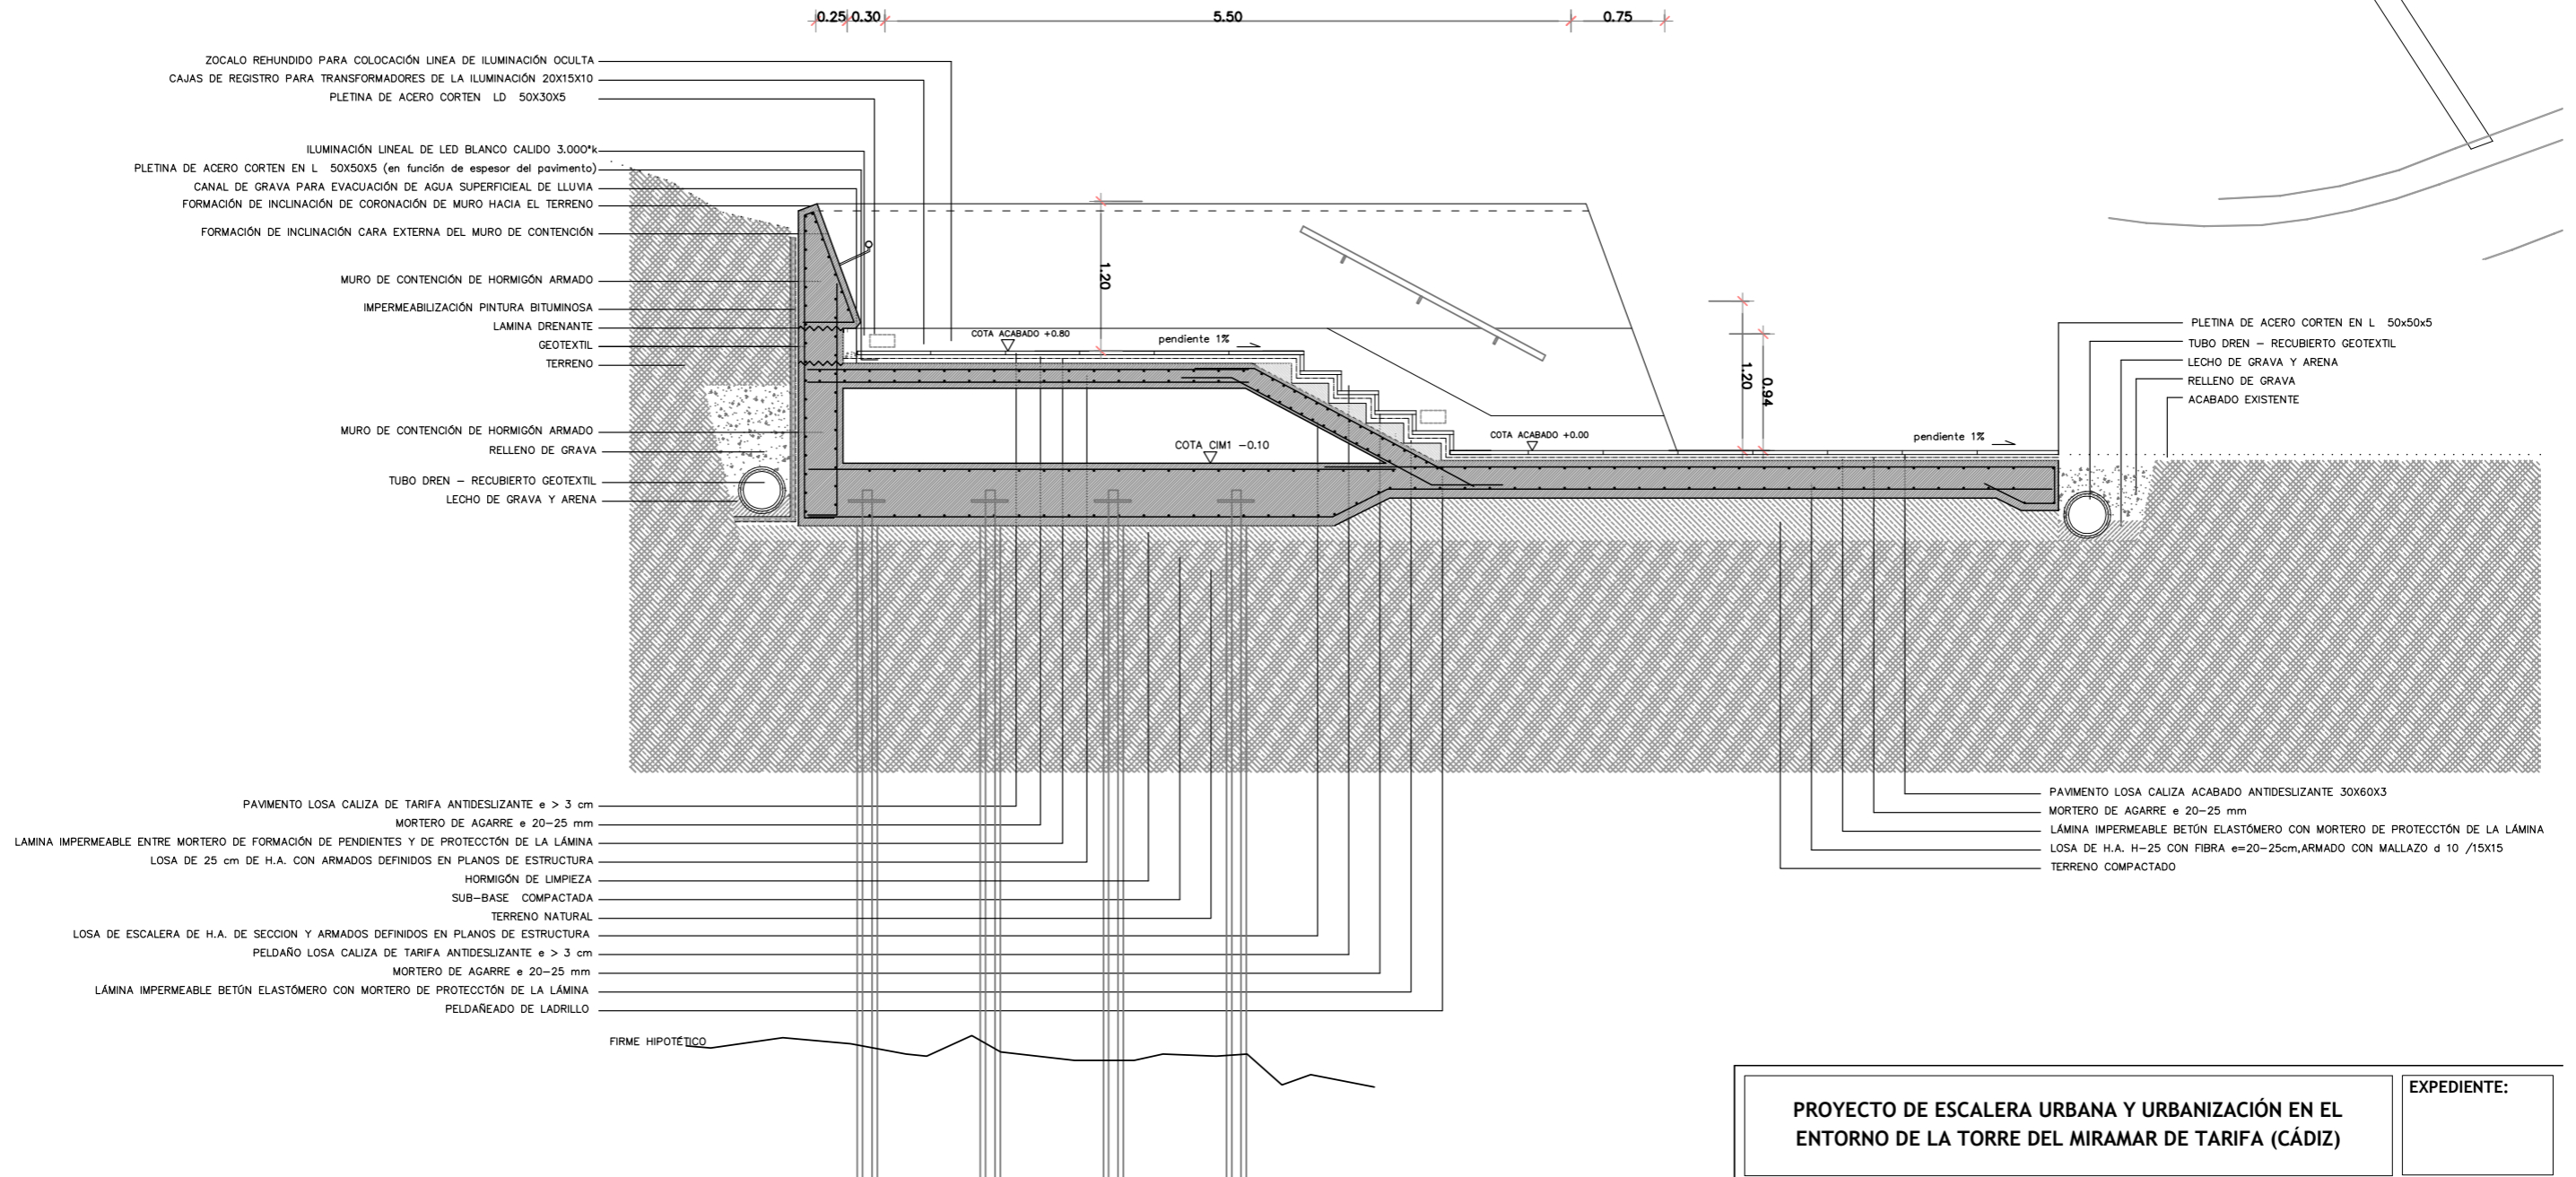 0.25 0.30 5.50 0.75
ZOCALO REHUNDIDO PARA COLOCACIÓN LINEA DE ILUMINACIÓN OCULTA
CAJAS DE REGISTRO PARA TRANSFORMADORES DE LA ILUMINACIÓN 20X15X10
PLETINA DE ACERO CORTEN LD 50X30X5
ILUMINACIÓN LINEAL DE LED BLANCO CALIDO 3.000ºk
PLETINA DE ACERO CORTEN EN L 50X50X5 (en función de espesor del pavimento)
CANAL DE GRAVA PARA EVACUACIÓN DE AGUA SUPERFICIEAL DE LLUVIA
FORMACIÓN DE INCLINACIÓN DE CORONACIÓN DE MURO HACIA EL TERRENO
FORMACIÓN DE INCLINACIÓN CARA EXTERNA DEL MURO DE CONTENCIÓN
MURO DE CONTENCIÓN DE HORMIGÓN ARMADO
IMPERMEABILIZACIÓN PINTURA BITUMINOSA
LAMINA DRENANTE
GEOTEXTIL
TERRENO
MURO DE CONTENCIÓN DE HORMIGÓN ARMADO
RELLENO DE GRAVA
TUBO DREN – RECUBIERTO GEOTEXTIL
LECHO DE GRAVA Y ARENA
1.20
COTA ACABADO +0.80
pendiente 1%
COTA CIM1 -0.10
COTA ACABADO +0.00
1.20
0.94
pendiente 1%
PLETINA DE ACERO CORTEN EN L 50x50x5
TUBO DREN – RECUBIERTO GEOTEXTIL
LECHO DE GRAVA Y ARENA
RELLENO DE GRAVA
ACABADO EXISTENTE
PAVIMENTO LOSA CALIZA DE TARIFA ANTIDESLIZANTE e > 3 cm
MORTERO DE AGARRE e 20–25 mm
LAMINA IMPERMEABLE ENTRE MORTERO DE FORMACIÓN DE PENDIENTES Y DE PROTECCTÓN DE LA LÁMINA
LOSA DE 25 cm DE H.A. CON ARMADOS DEFINIDOS EN PLANOS DE ESTRUCTURA
HORMIGÓN DE LIMPIEZA
SUB–BASE COMPACTADA
TERRENO NATURAL
LOSA DE ESCALERA DE H.A. DE SECCION Y ARMADOS DEFINIDOS EN PLANOS DE ESTRUCTURA
PELDAÑO LOSA CALIZA DE TARIFA ANTIDESLIZANTE e > 3 cm
MORTERO DE AGARRE e 20–25 mm
LÁMINA IMPERMEABLE BETÚN ELASTÓMERO CON MORTERO DE PROTECCTÓN DE LA LÁMINA
PELDAÑEADO DE LADRILLO
FIRME HIPOTÉTICO
PAVIMENTO LOSA CALIZA ACABADO ANTIDESLIZANTE 30X60X3
MORTERO DE AGARRE e 20–25 mm
LÁMINA IMPERMEABLE BETÚN ELASTÓMERO CON MORTERO DE PROTECCTÓN DE LA LÁMINA
LOSA DE H.A. H–25 CON FIBRA e=20–25cm,ARMADO CON MALLAZO d 10 /15X15
TERRENO COMPACTADO
PROYECTO DE ESCALERA URBANA Y URBANIZACIÓN EN EL
ENTORNO DE LA TORRE DEL MIRAMAR DE TARIFA (CÁDIZ)
EXPEDIENTE: